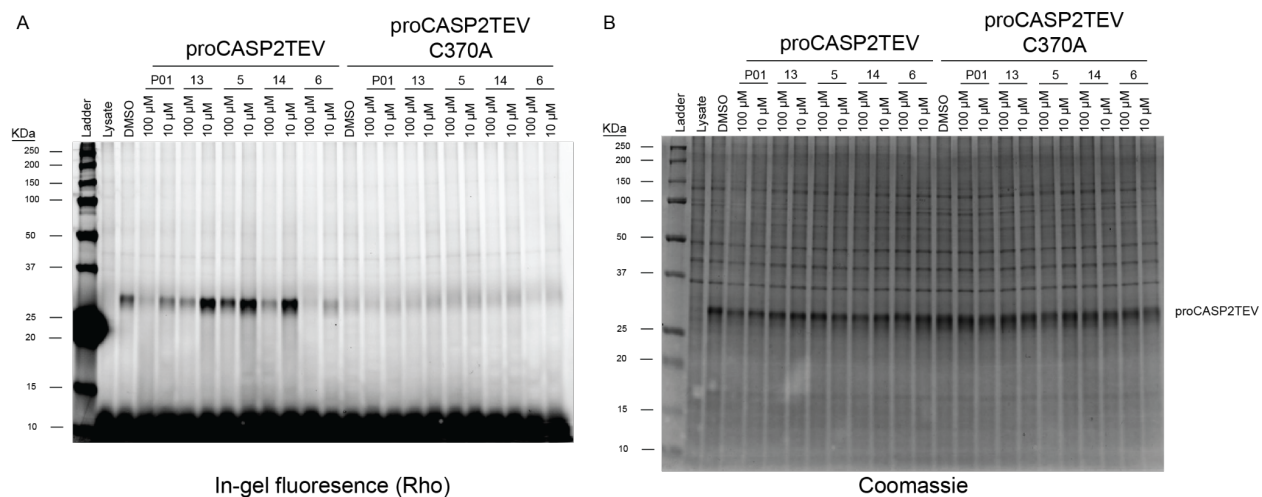 A
proCASP2TEV
proCASP2TEV
C370A
P01 13 5 14 6 P01 13 5 14 6
KDa
Ladder
Lysate
DMSO
100 µM
10 µM
100 µM
10 µM
100 µM
10 µM
100 µM
10 µM
100 µM
10 µM
DMSO
100 µM
10 µM
100 µM
10 µM
100 µM
10 µM
100 µM
10 µM
100 µM
10 µM
250
200
150
100
50
37
25
20
15
10
In-gel fluoresence (Rho)
B
proCASP2TEV
proCASP2TEV
C370A
P01 13 5 14 6 P01 13 5 14 6
KDa
Ladder
Lysate
DMSO
100 µM
10 µM
100 µM
10 µM
100 µM
10 µM
100 µM
10 µM
100 µM
10 µM
DMSO
100 µM
10 µM
100 µM
10 µM
100 µM
10 µM
100 µM
10 µM
100 µM
10 µM
250
200
150
100
50
37
25
20
15
10
proCASP2TEV
Coomassie